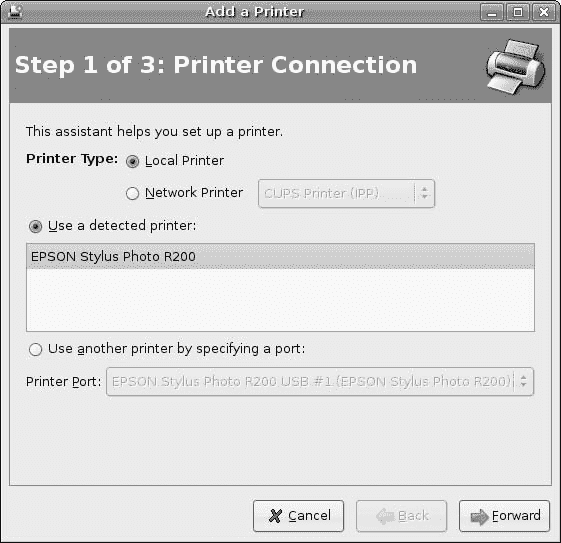 Add a Printer
Step 1 of 3: Printer Connection
This assistant helps you set up a printer.
Printer Type: Local Printer
Network Printer CUPS Printer (IPP)
Use a detected printer:
EPSON Stylus Photo R200
Use another printer by specifying a port:
Printer Port: EPSON Stylus Photo R200 USB #1 (EPSON Stylus Photo R200)
Cancel Back Forward